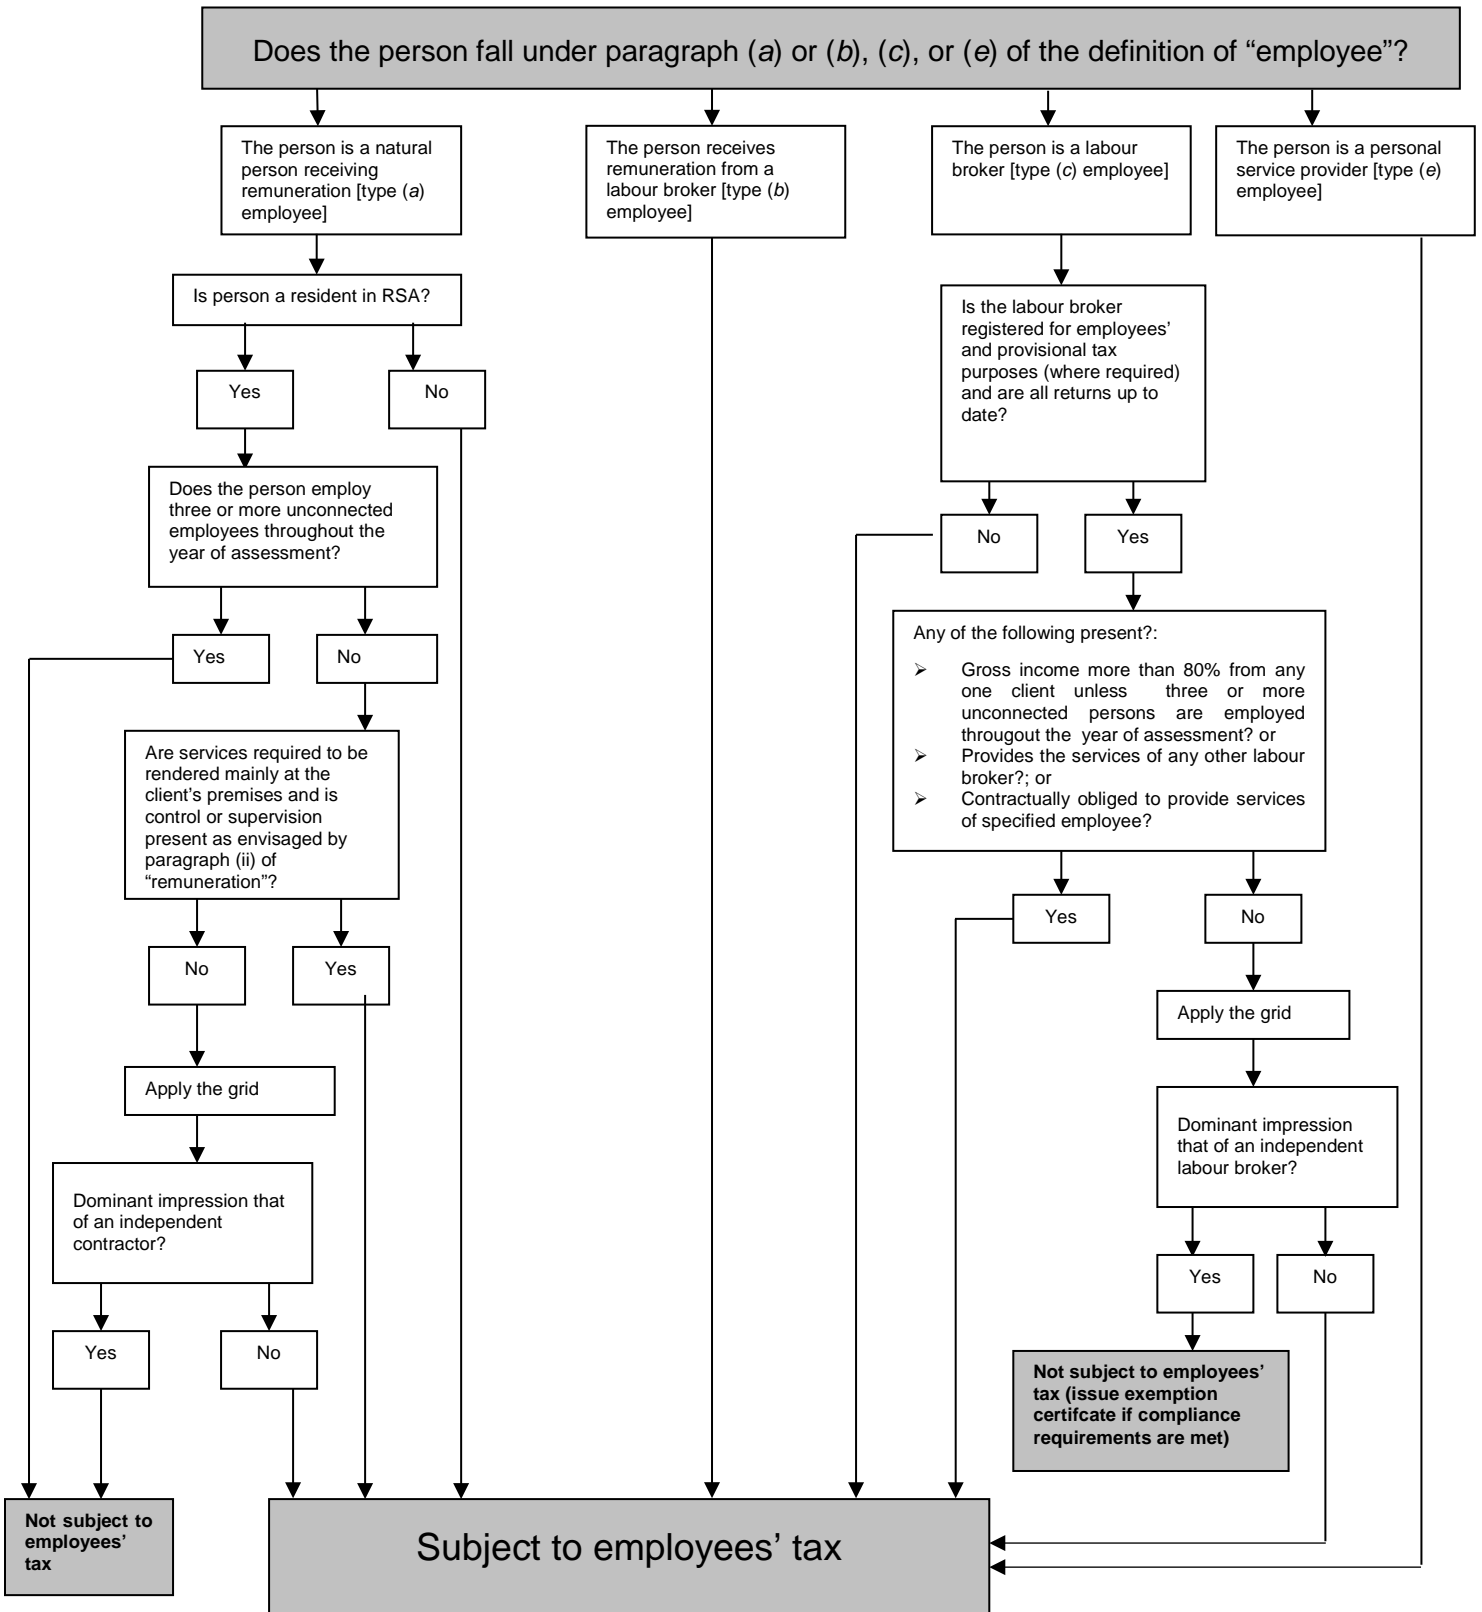 Does the person fall under paragraph (a) or (b), (c), or (e) of the definition of “employee”?
The person is a natural
person receiving
remuneration [type (a)
employee]
The person receives
remuneration from a
labour broker [type (b)
employee]
The person is a labour
broker [type (c) employee]
The person is a personal
service provider [type (e)
employee]
Is person a resident in RSA?
Yes
No
Does the person employ
three or more unconnected
employees throughout the
year of assessment?
Yes
No
Are services required to be
rendered mainly at the
client’s premises and is
control or supervision
present as envisaged by
paragraph (ii) of
“remuneration”?
No
Yes
Apply the grid
Dominant impression that
of an independent
contractor?
Yes
No
Not subject to
employees’
tax
Is the labour broker
registered for employees’
and provisional tax
purposes (where required)
and are all returns up to
date?
No
Yes
Any of the following present?:
➢ Gross income more than 80% from any
one client unless three or more
unconnected persons are employed
througout the year of assessment? or
➢ Provides the services of any other labour
broker?; or
➢ Contractually obliged to provide services
of specified employee?
Yes
No
Apply the grid
Dominant impression
that of an independent
labour broker?
Yes
No
Not subject to employees’
tax (issue exemption
certifcate if compliance
requirements are met)
Subject to employees’ tax